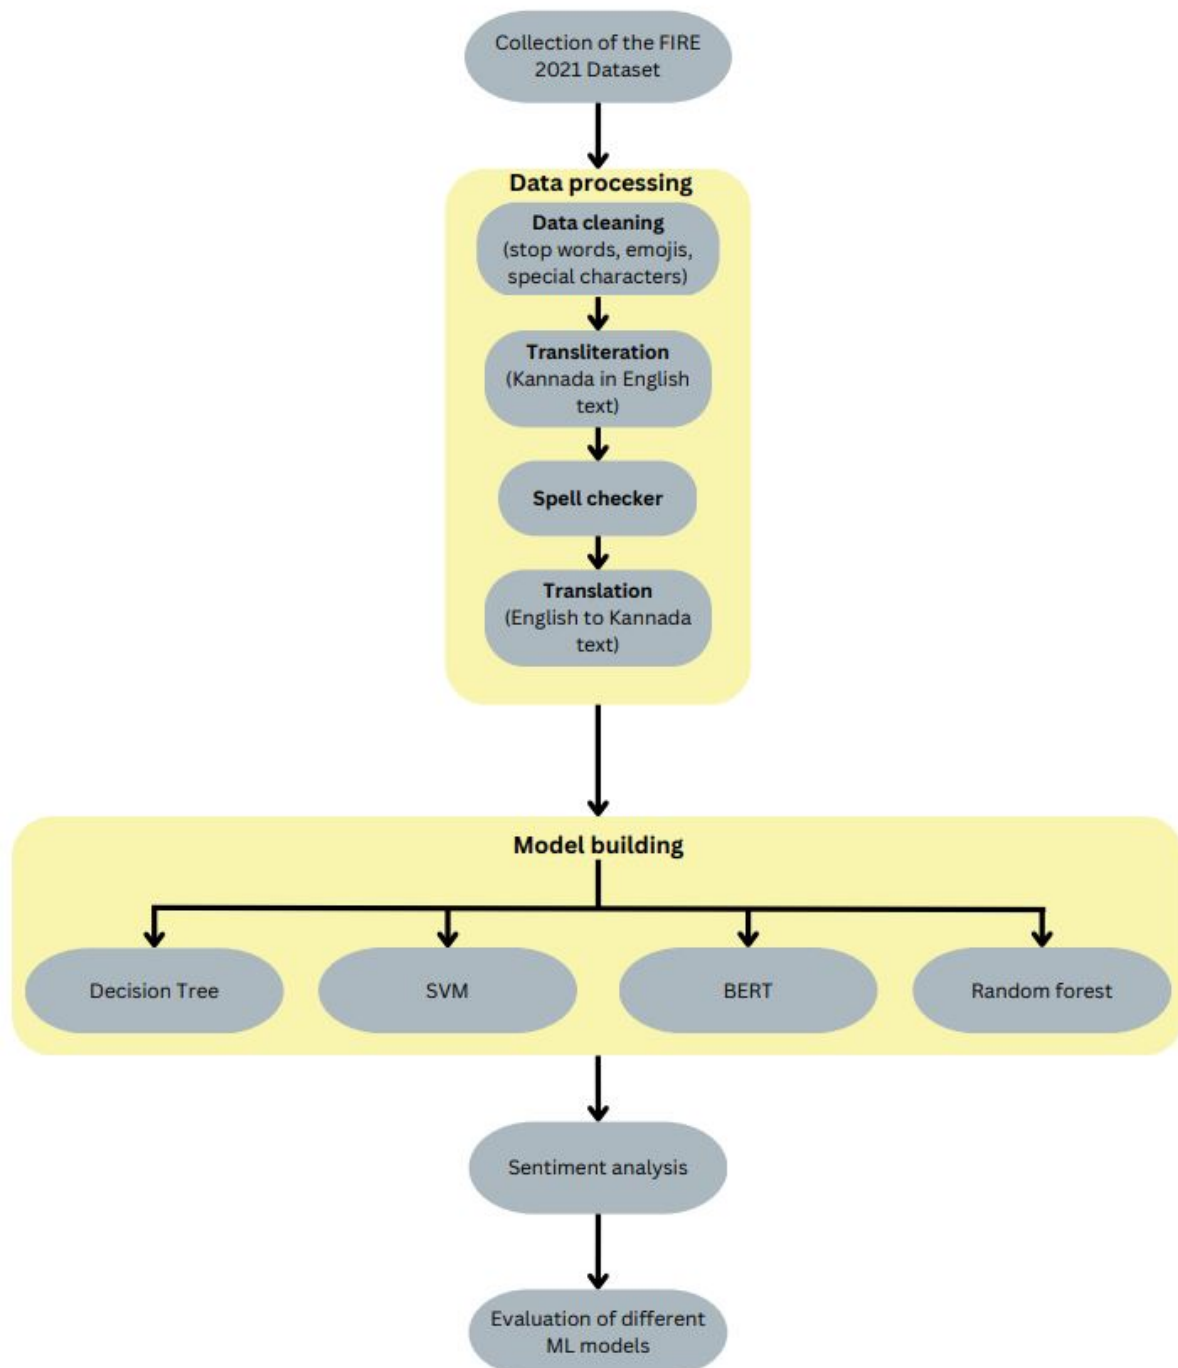 Collection of the FIRE
2021 Dataset
Data processing
Data cleaning
(stop words, emojis,
special characters)
Transliteration
(Kannada in English
text)
Spell checker
Translation
(English to Kannada
text)
Model building
Decision Tree
SVM
BERT
Random forest
Sentiment analysis
Evaluation of different
ML models